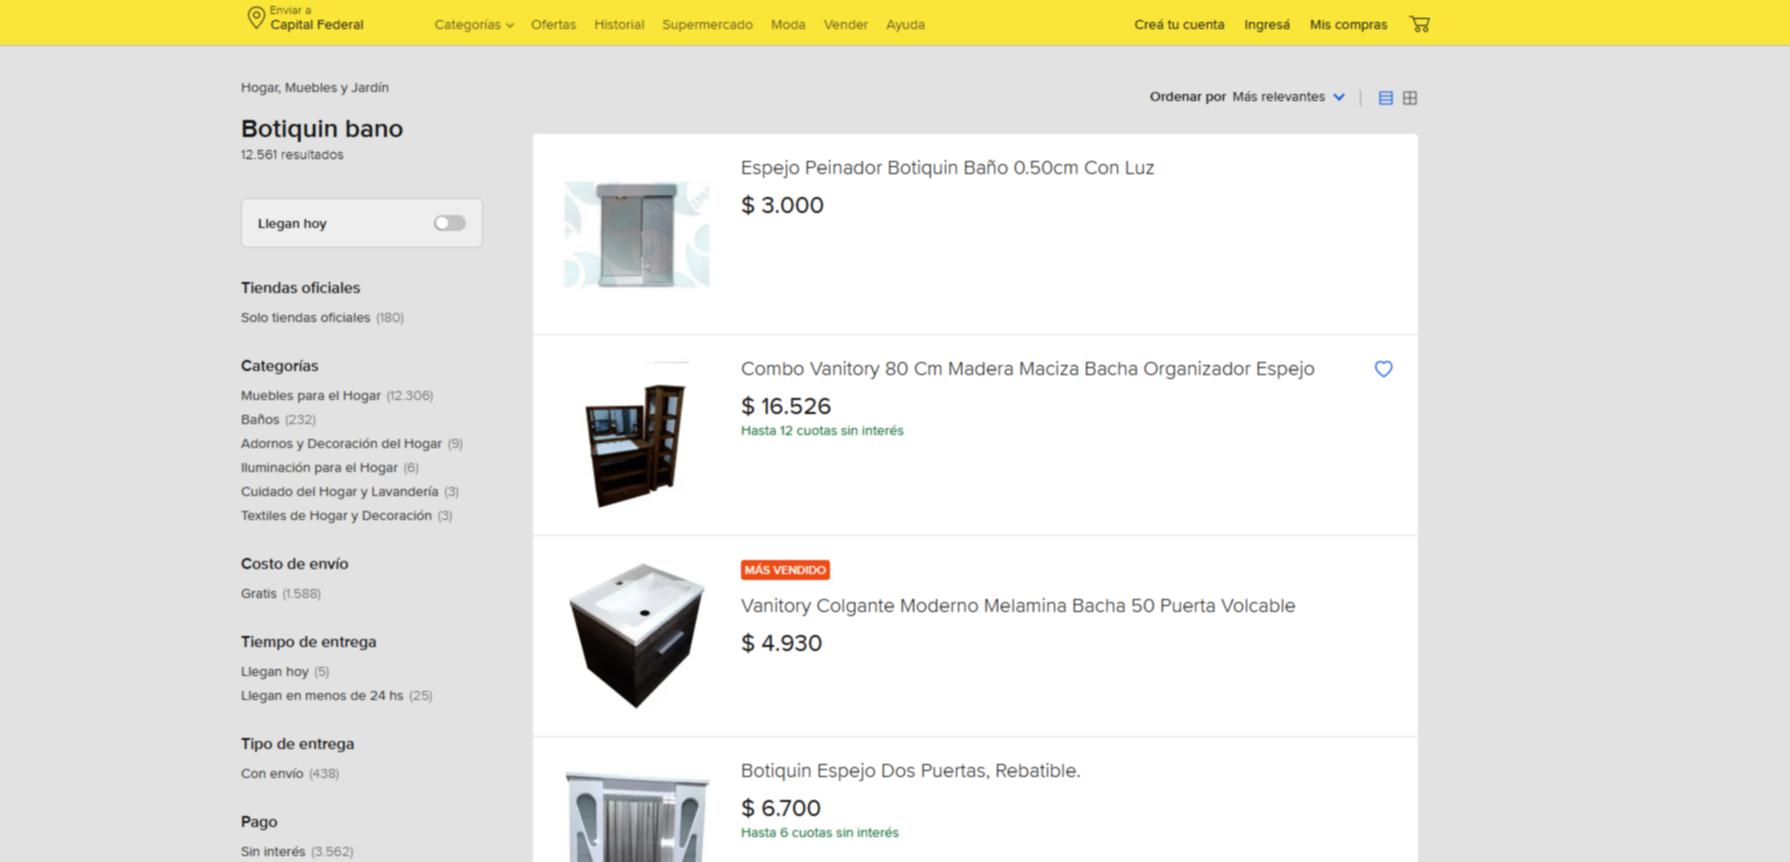 Enviar a
Capital Federal
Categorías Ofertas Historial Supermercado Moda Vender Ayuda
Creá tu cuenta Ingresá Mis compras
Hogar, Muebles y Jardín
Botiquin bano
12.561 resultados
Ordenar por Más relevantes
Llegan hoy
Tiendas oficiales
Solo tiendas oficiales (180)
Categorías
Muebles para el Hogar (12.306)
Baños (232)
Adornos y Decoración del Hogar (9)
Iluminación para el Hogar (6)
Cuidado del Hogar y Lavandería (3)
Textiles de Hogar y Decoración (3)
Costo de envío
Gratis (1.588)
Tiempo de entrega
Llegan hoy (5)
Llegan en menos de 24 hs (25)
Tipo de entrega
Con envío (438)
Pago
Sin interés (3.562)
Espejo Peinador Botiquin Baño 0.50cm Con Luz
$ 3.000
Combo Vanitory 80 Cm Madera Maciza Bacha Organizador Espejo
$ 16.526
Hasta 12 cuotas sin interés
MÁS VENDIDO
Vanitory Colgante Moderno Melamina Bacha 50 Puerta Volcable
$ 4.930
Botiquin Espejo Dos Puertas, Rebatible.
$ 6.700
Hasta 6 cuotas sin interés